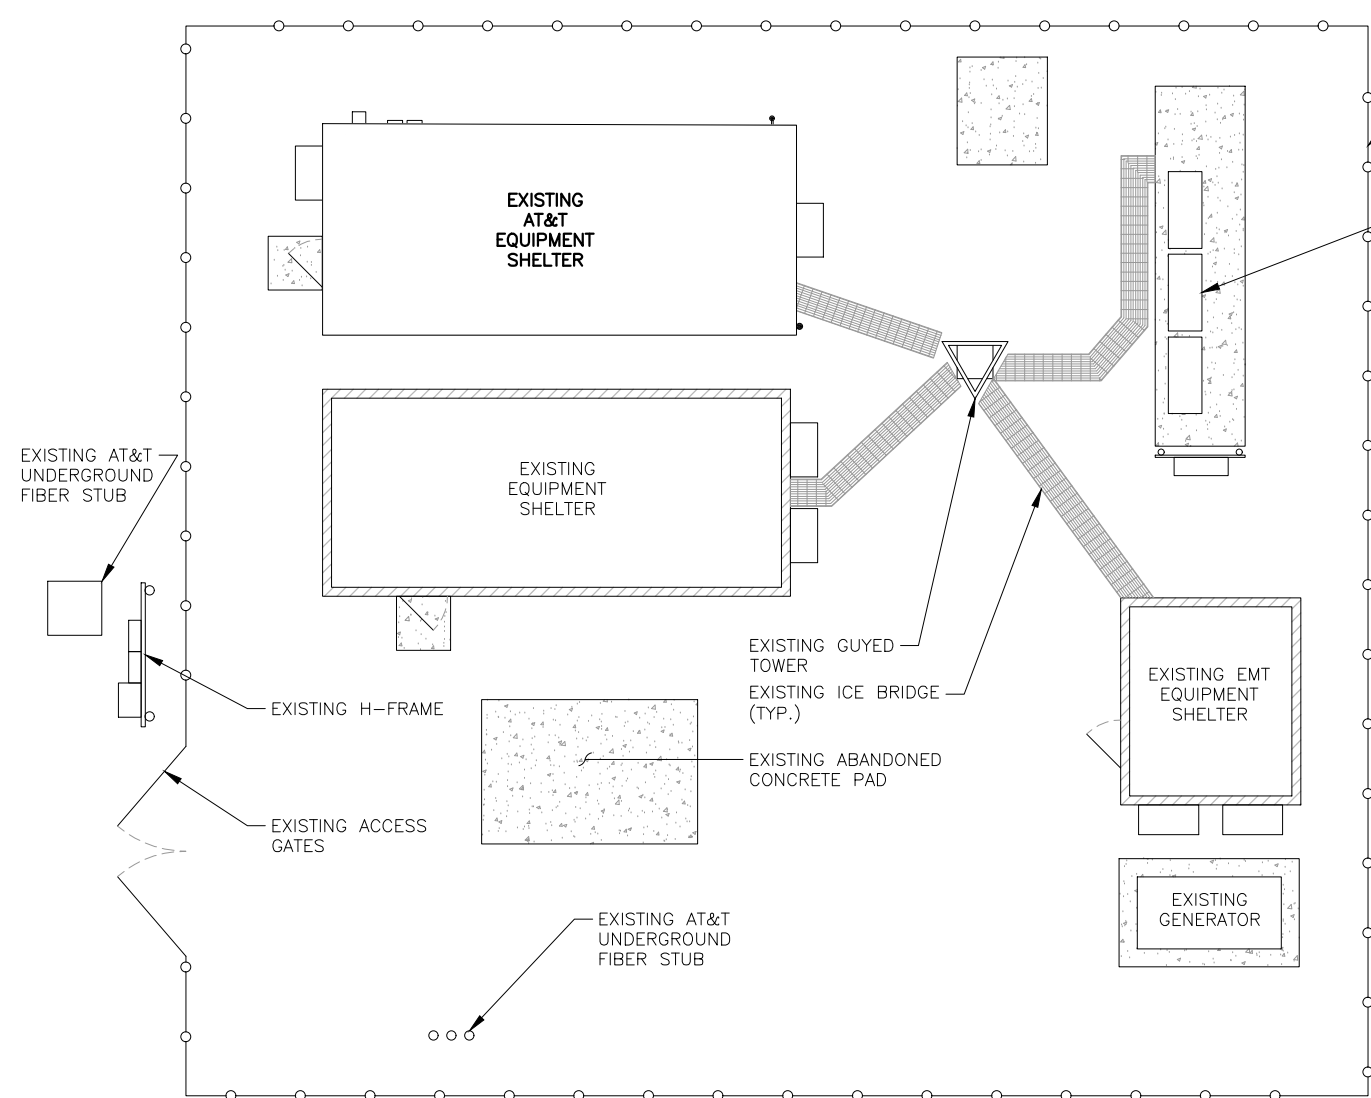 EXISTING
AT&T
EQUIPMENT
SHELTER
EXISTING AT&T
UNDERGROUND
FIBER STUB
EXISTING
EQUIPMENT
SHELTER
EXISTING GUYED
TOWER
EXISTING ICE BRIDGE
(TYP.)
EXISTING EMT
EQUIPMENT
SHELTER
EXISTING H-FRAME
EXISTING ABANDONED
CONCRETE PAD
EXISTING ACCESS
GATES
EXISTING
GENERATOR
EXISTING AT&T
UNDERGROUND
FIBER STUB